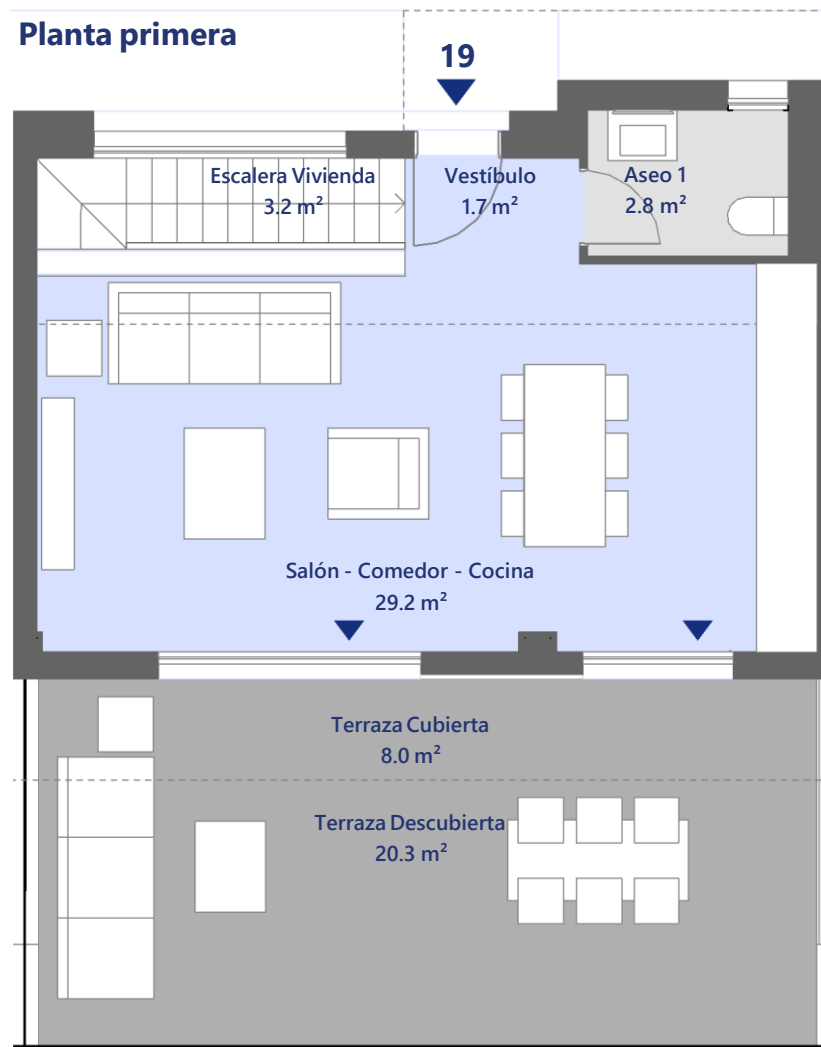 Planta primera
19
Escalera Vivienda
3.2 m²
Vestíbulo
1.7 m²
Aseo 1
2.8 m²
Salón - Comedor - Cocina
29.2 m²
Terraza Cubierta
8.0 m²
Terraza Descubierta
20.3 m²